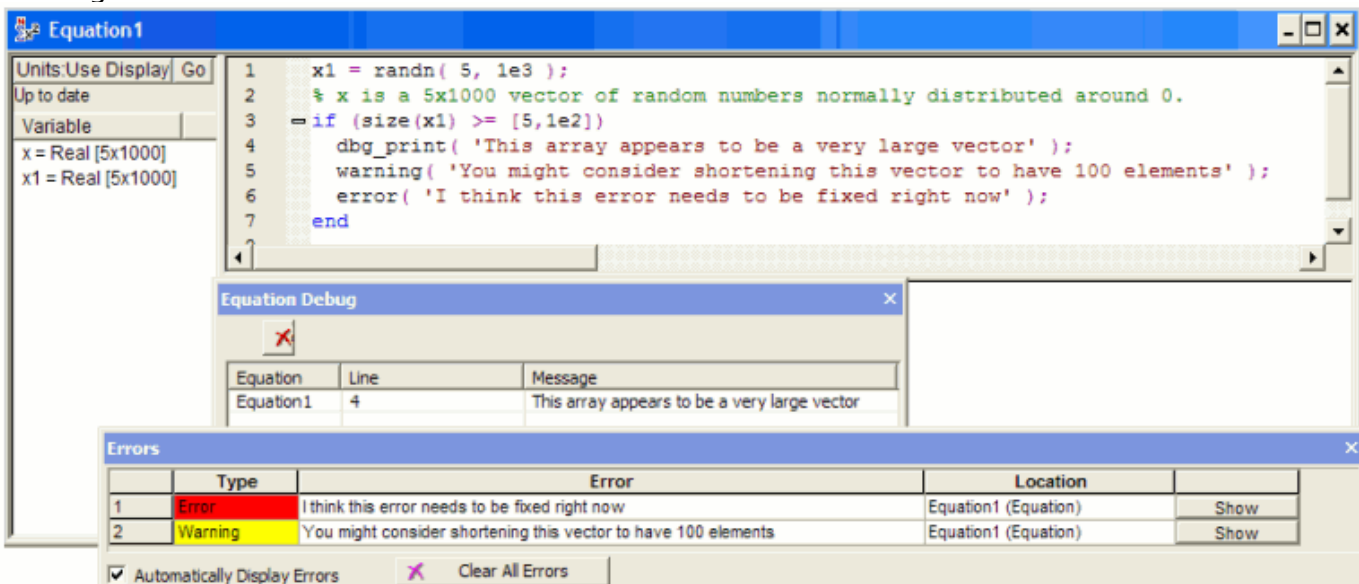 Equation1
Units:Use Display Go
Up to date
Variable
x = Real [5x1000]
x1 = Real [5x1000]
1 x1 = randn( 5, 1e3 );
2 % x is a 5x1000 vector of random numbers normally distributed around 0.
3 if (size(x1) >= [5,1e2])
4 dbg_print( 'This array appears to be a very large vector' );
5 warning( 'You might consider shortening this vector to have 100 elements' );
6 error( 'I think this error needs to be fixed right now' );
7 end
Equation Debug
Equation Line Message
Equation1 4 This array appears to be a very large vector
Errors
Type Error Location
1 Error I think this error needs to be fixed right now Equation1 (Equation) Show
2 Warning You might consider shortening this vector to have 100 elements Equation1 (Equation) Show
Automatically Display Errors Clear All Errors